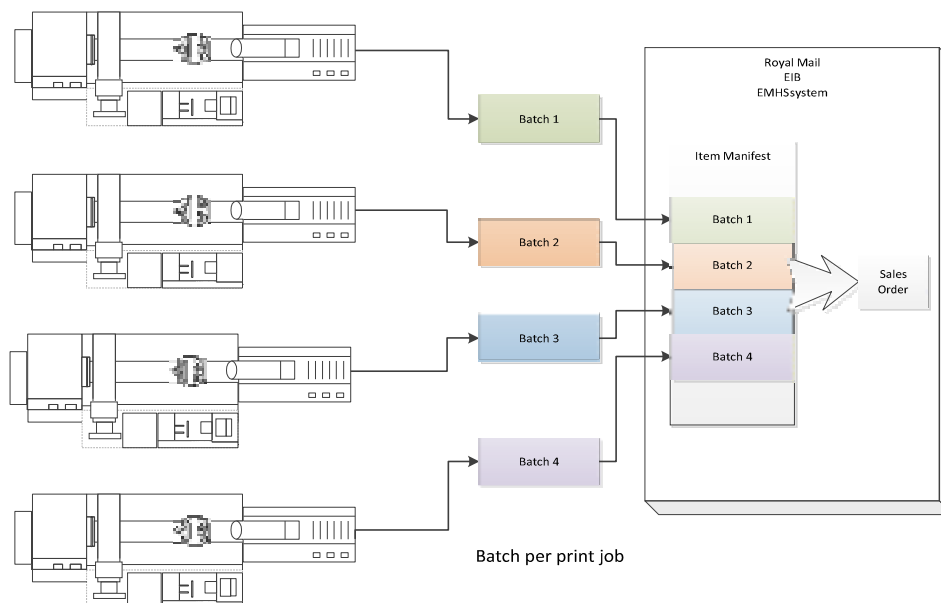 Royal Mail
EIB
EMHSsystem
Item Manifest
Batch 1
Batch 1
Batch 2
Batch 2
Sales
Order
Batch 3
Batch 3
Batch 4
Batch 4
Batch per print job